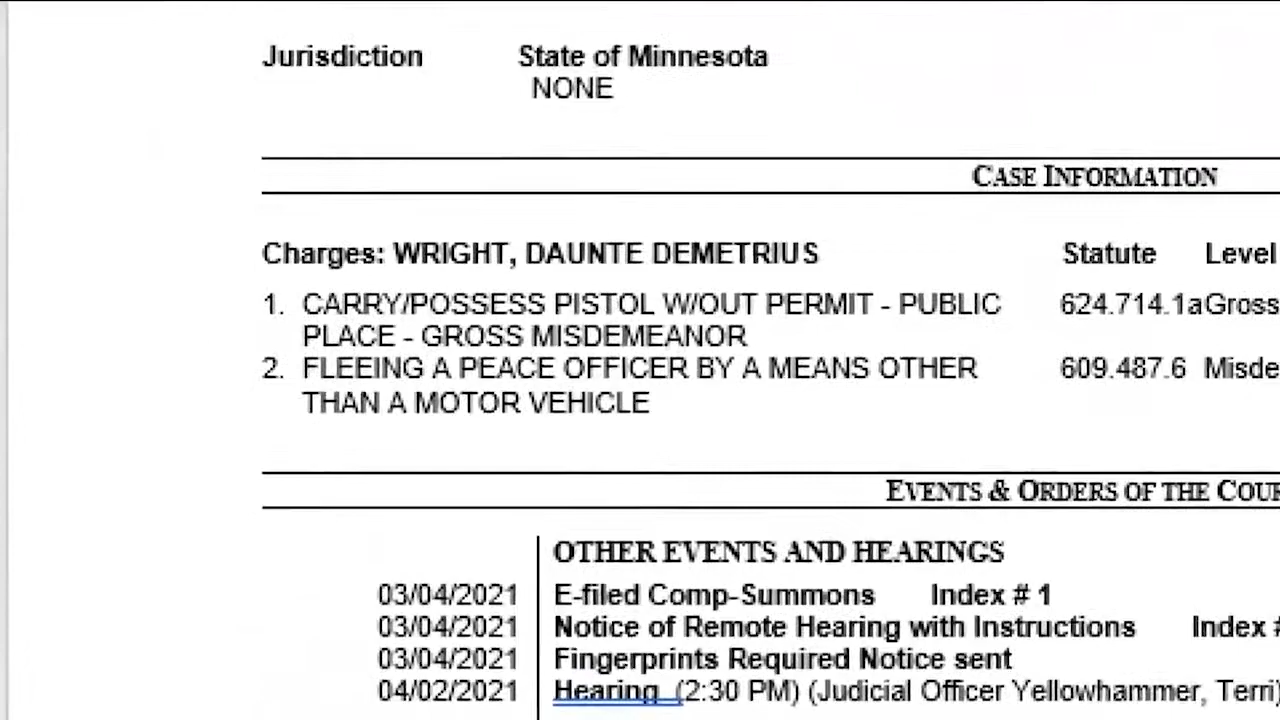 Jurisdiction State of Minnesota
NONE
CASE INFORMATION
Charges: WRIGHT, DAUNTE DEMETRIUS Statute Level
1. CARRY/POSSESS PISTOL W/OUT PERMIT - PUBLIC 624.714.1aGross
PLACE - GROSS MISDEMEANOR
2. FLEEING A PEACE OFFICER BY A MEANS OTHER 609.487.6 Misde
THAN A MOTOR VEHICLE
EVENTS & ORDERS OF THE COUR
OTHER EVENTS AND HEARINGS
03/04/2021 E-filed Comp-Summons Index # 1
03/04/2021 Notice of Remote Hearing with Instructions Index #
03/04/2021 Fingerprints Required Notice sent
04/02/2021 Hearing (2:30 PM) (Judicial Officer Yellowhammer, Terri)